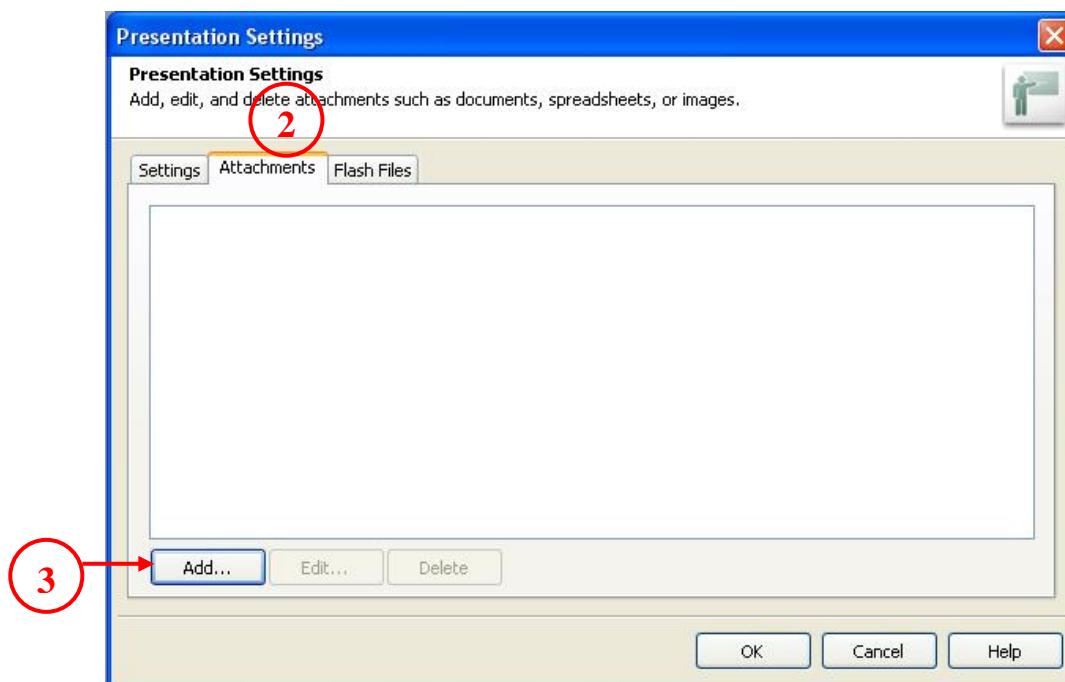 Presentation Settings
Presentation Settings
Add, edit, and delete attachments such as documents, spreadsheets, or images.
2
Settings Attachments Flash Files
3 Add... Edit... Delete
OK Cancel Help